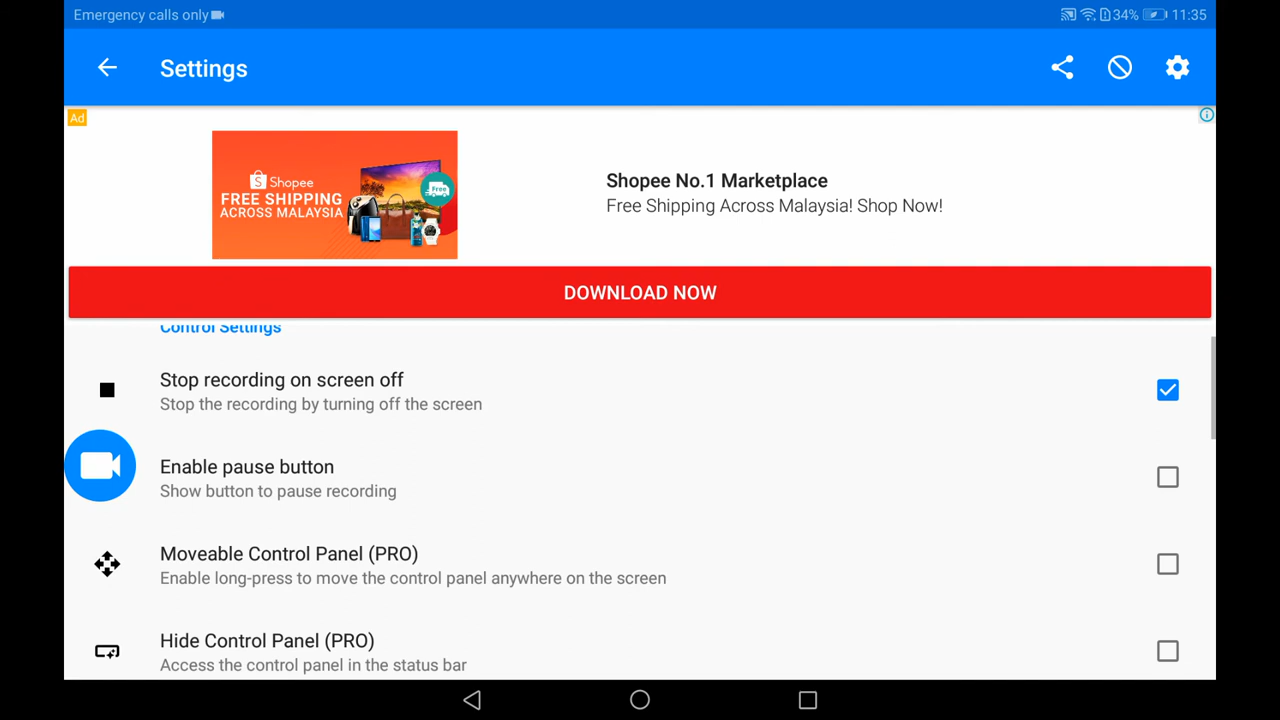 Emergency calls only
34% 11:35
Settings
Ad
Shopee
FREE SHIPPING
ACROSS MALAYSIA
Free
Shopee No.1 Marketplace
Free Shipping Across Malaysia! Shop Now!
DOWNLOAD NOW
Control Settings
Stop recording on screen off
Stop the recording by turning off the screen
Enable pause button
Show button to pause recording
Moveable Control Panel (PRO)
Enable long-press to move the control panel anywhere on the screen
Hide Control Panel (PRO)
Access the control panel in the status bar